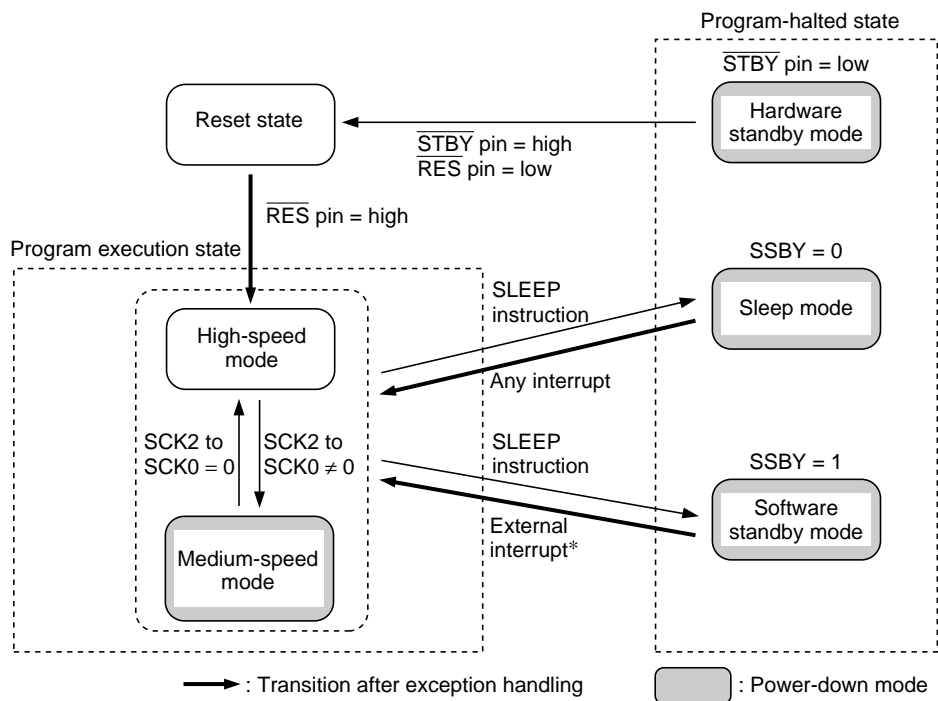 Program-halted state
STBY pin = low
Hardware
standby mode
Reset state
STBY pin = high
RES pin = low
RES pin = high
Program execution state
SSBY = 0
Sleep mode
SLEEP
instruction
High-speed
mode
Any interrupt
SCK2 to
SCK0 = 0
SCK2 to
SCK0 ≠ 0
SLEEP
instruction
SSBY = 1
Software
standby mode
External
interrupt*
Medium-speed
mode
: Transition after exception handling
: Power-down mode